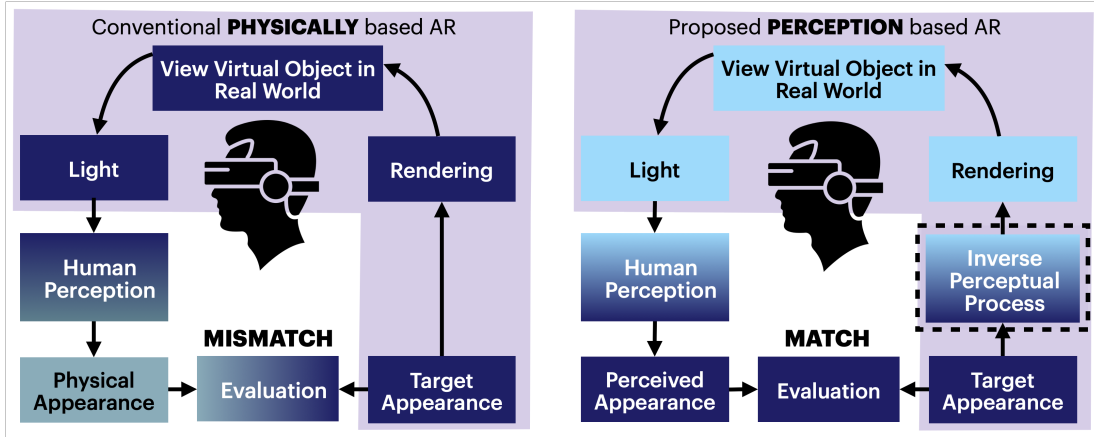 Conventional PHYSICALLY based AR
View Virtual Object in
Real World
Light
Rendering
Human
Perception
MISMATCH
Physical
Appearance
Evaluation
Target
Appearance
Proposed PERCEPTION based AR
View Virtual Object in
Real World
Light
Rendering
Human
Perception
Inverse
Perceptual
Process
MATCH
Perceived
Appearance
Evaluation
Target
Appearance